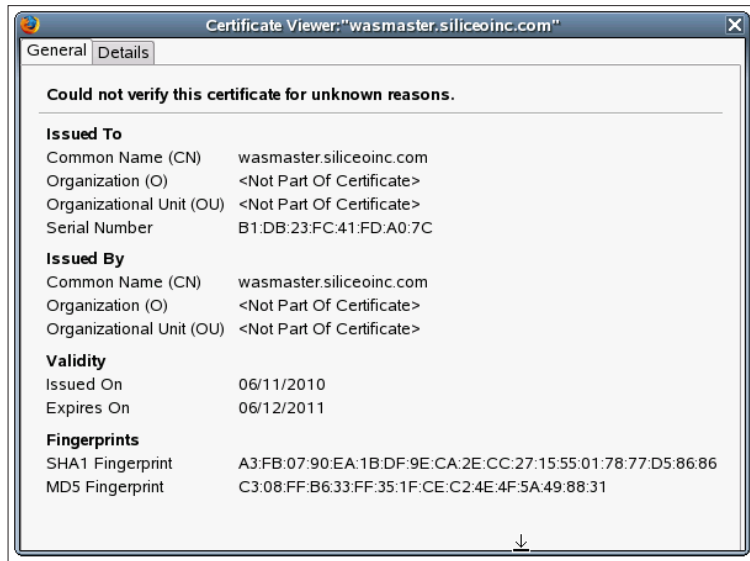 Certificate Viewer:"wasmaster.siliceoinc.com"
General Details
Could not verify this certificate for unknown reasons.
Issued To
Common Name (CN) wasmaster.siliceoinc.com
Organization (O) <Not Part Of Certificate>
Organizational Unit (OU) <Not Part Of Certificate>
Serial Number B1:DB:23:FC:41:FD:A0:7C
Issued By
Common Name (CN) wasmaster.siliceoinc.com
Organization (O) <Not Part Of Certificate>
Organizational Unit (OU) <Not Part Of Certificate>
Validity
Issued On 06/11/2010
Expires On 06/12/2011
Fingerprints
SHA1 Fingerprint A3:FB:07:90:EA:1B:DF:9E:CA:2E:CC:27:15:55:01:78:77:D5:86:86
MD5 Fingerprint C3:08:FF:B6:33:FF:35:1F:CE:C2:4E:4F:5A:49:88:31